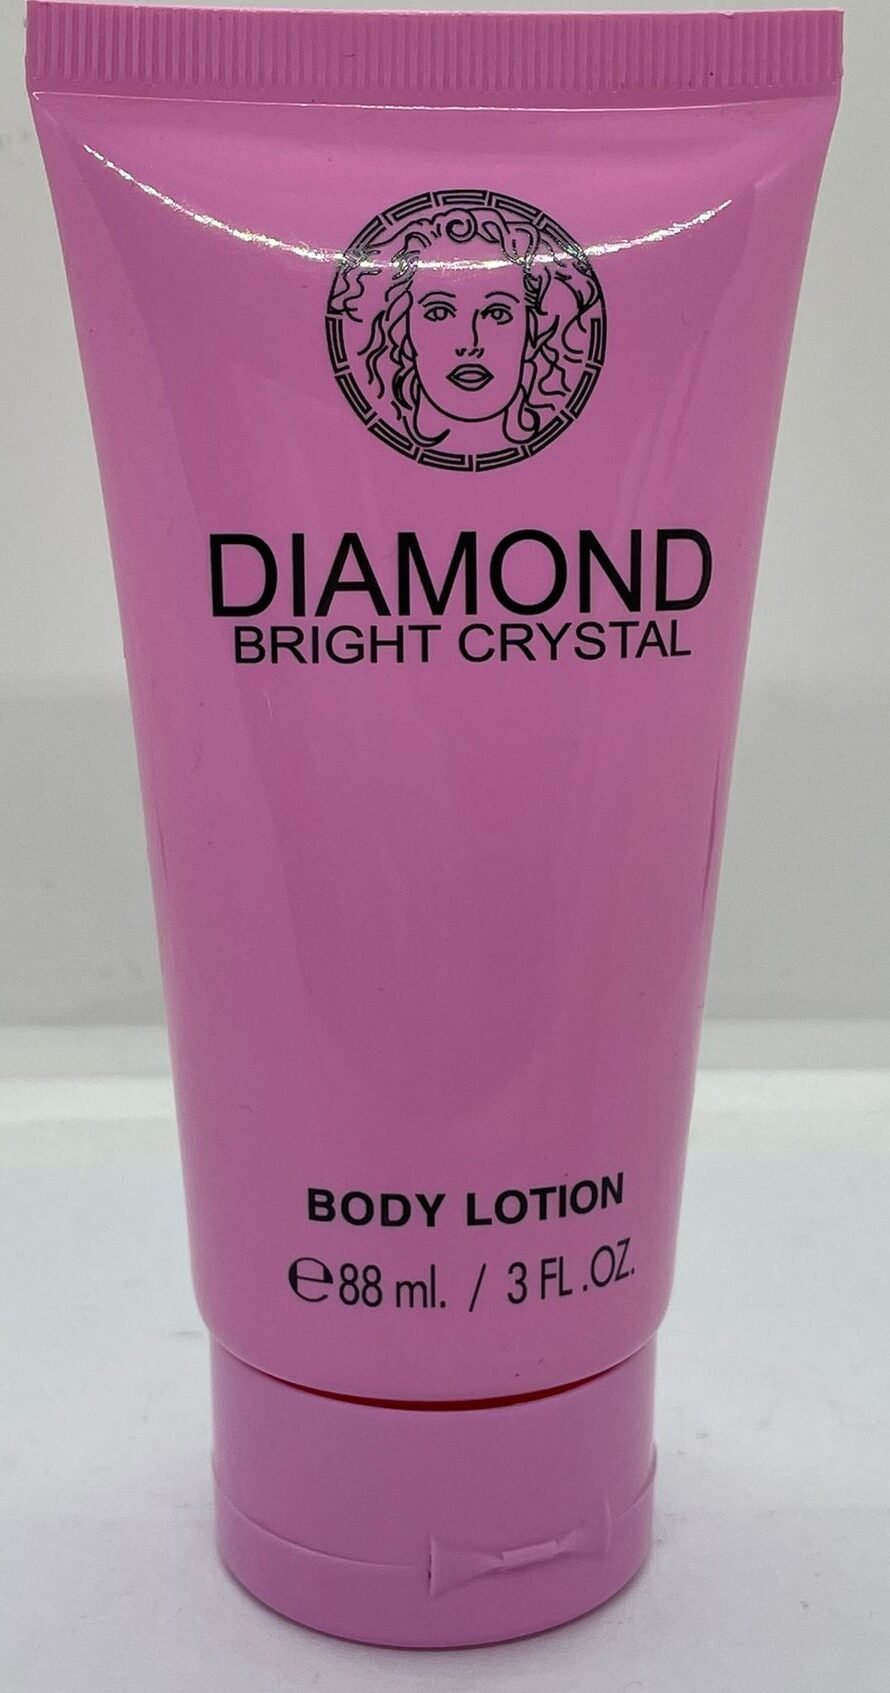 DIAMOND
BRIGHT CRYSTAL
BODY LOTION
℮88 ml. / 3 FL.OZ.